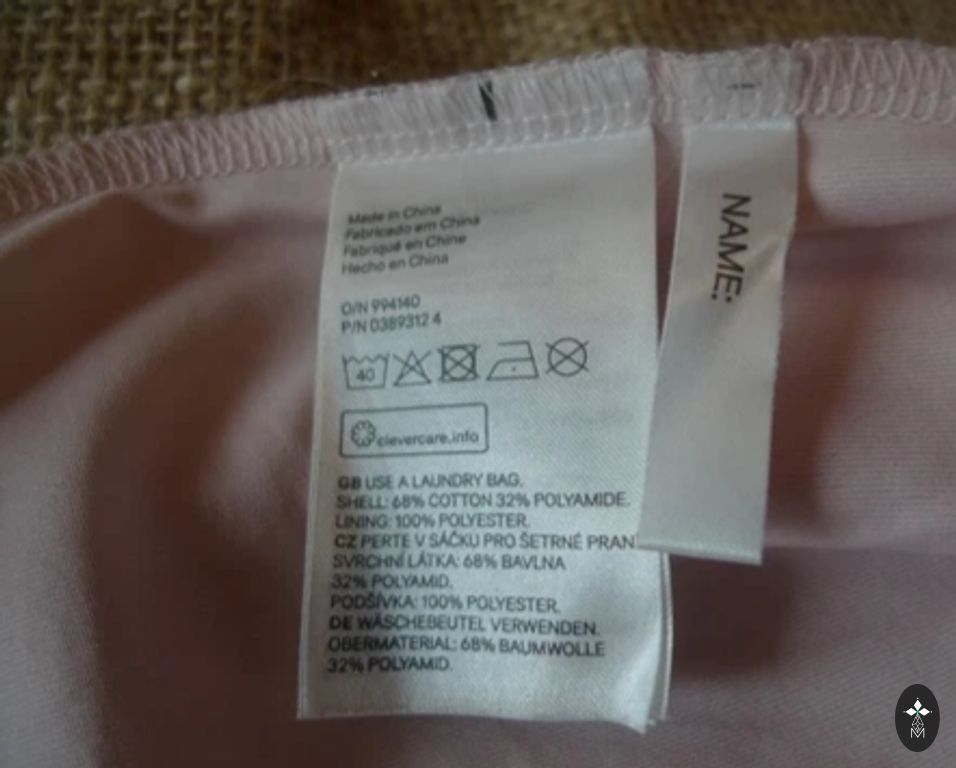 Made in China
Fabricado em China
Fabriqué en Chine
Hecho en China
O/N 994140
P/N 0389312 4
40
clevercare.info
GB USE A LAUNDRY BAG.
SHELL: 68% COTTON 32% POLYAMIDE.
LINING: 100% POLYESTER.
CZ PERTE V SÁČKU PRO ŠETRNÉ PRAN
SVRCHNÍ LÁTKA: 68% BAVLNA
32% POLYAMID.
PODŠÍVKA: 100% POLYESTER.
DE WÄSCHEBEUTEL VERWENDEN.
OBERMATERIAL: 68% BAUMWOLLE
32% POLYAMID.
NAME:
M